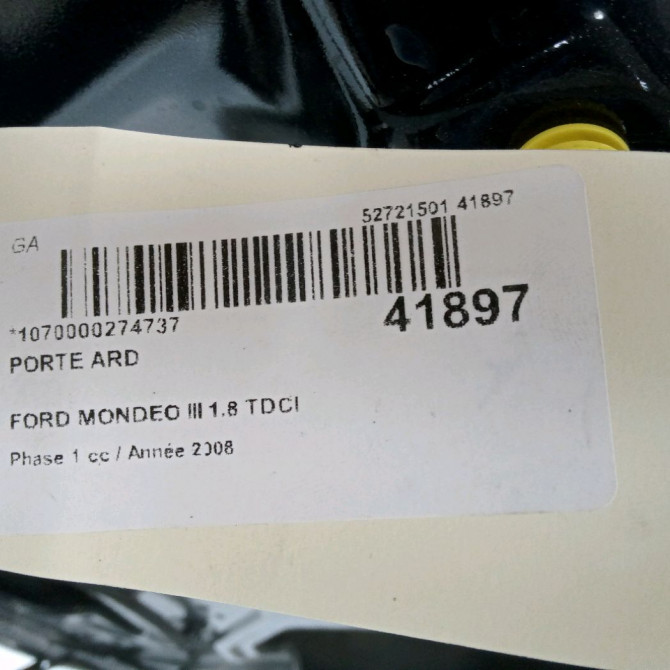 52721501 41897
GA
*1070000274737
41897
PORTE ARD
FORD MONDEO III 1.8 TDCI
Phase 1 cc / Année 2008